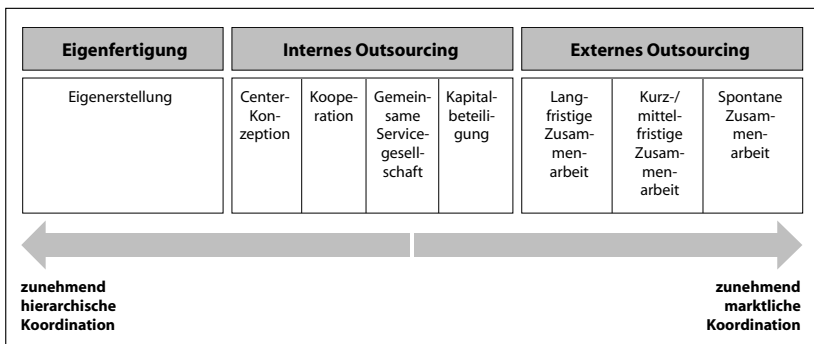 Eigenfertigung
Internes Outsourcing
Externes Outsourcing
Eigenerstellung
Center-
Kon-
zeption
Koope-
ration
Gemein-
same
Service-
gesell-
schaft
Kapital-
beteili-
gung
Lang-
fristige
Zusam-
men-
arbeit
Kurz-/
mittel-
fristige
Zusam-
men-
arbeit
Spontane
Zusam-
men-
arbeit
zunehmend
hierarchische
Koordination
zunehmend
marktliche
Koordination